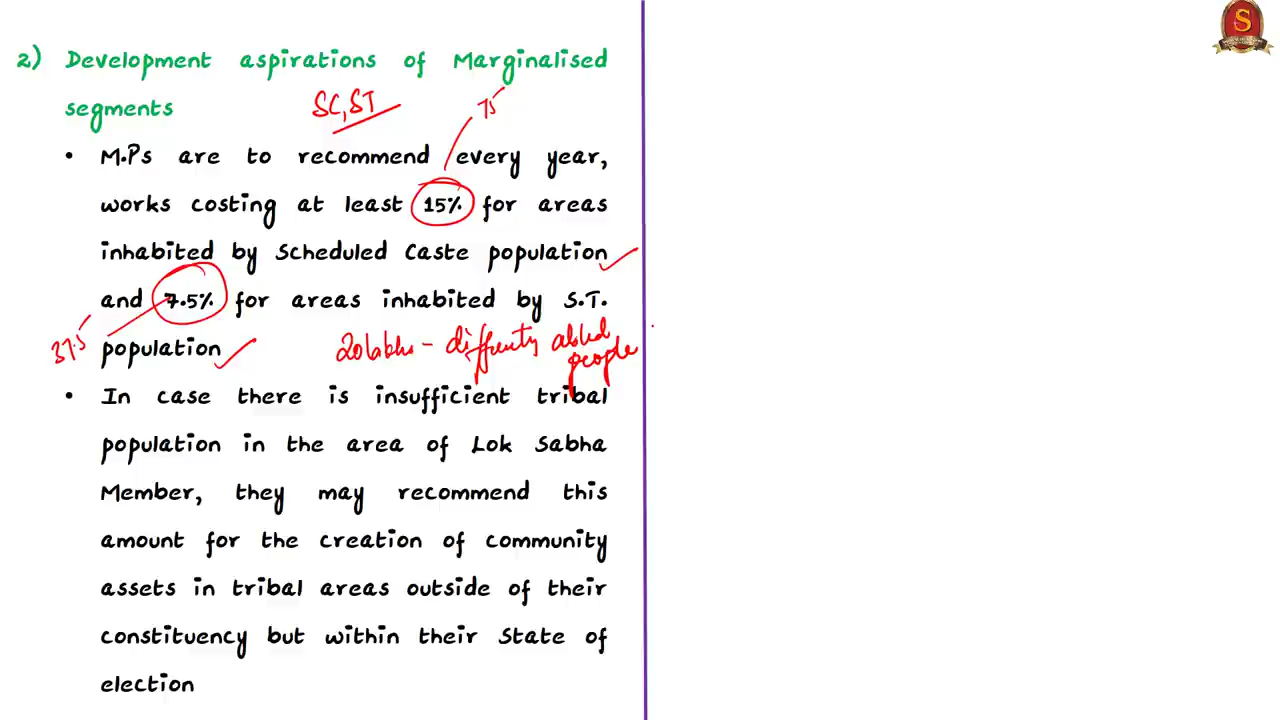 2) Development aspirations of Marginalised
segments
SC, ST
75
• M.Ps are to recommend every year,
works costing at least 15% for areas
inhabited by Scheduled Caste population
and 7.5% for areas inhabited by S.T.
37.5
population
20 lakhs - differently abled
people
• In case there is insufficient tribal
population in the area of Lok Sabha
Member, they may recommend this
amount for the creation of community
assets in tribal areas outside of their
constituency but within their State of
election
S